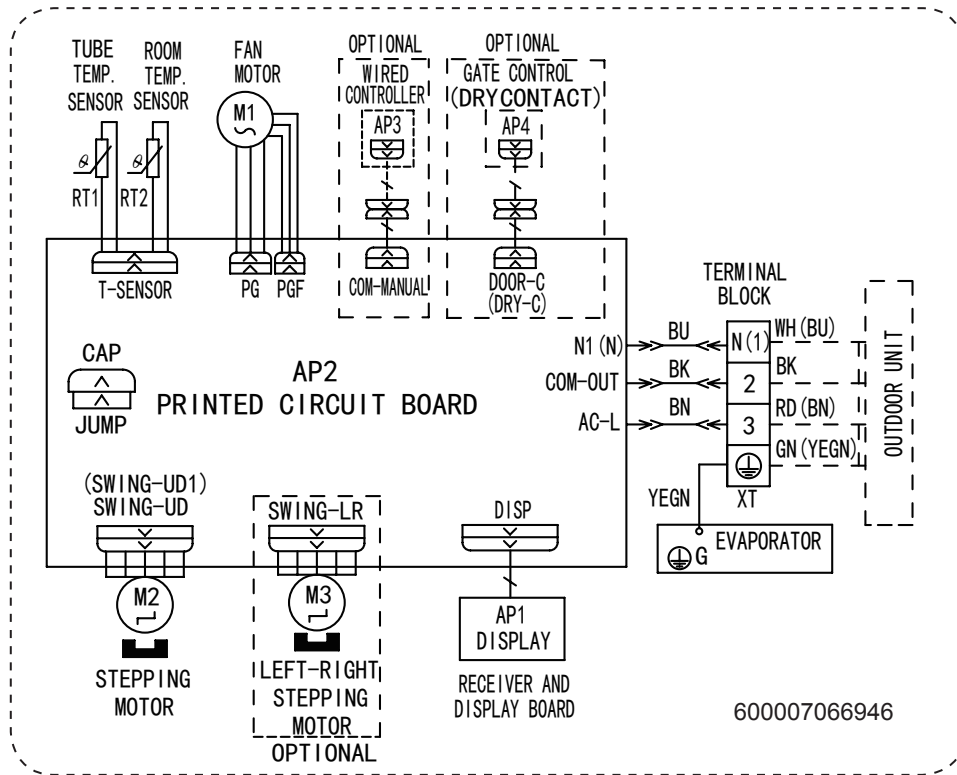 TUBE
TEMP.
SENSOR
ROOM
TEMP.
SENSOR
FAN
MOTOR
OPTIONAL
WIRED
CONTROLLER
OPTIONAL
GATE CONTROL
(DRYCONTACT)
M1
AP3
AP4
θ
RT1
θ
RT2
T-SENSOR
PG
PGF
COM-MANUAL
DOOR-C
(DRY-C)
TERMINAL
BLOCK
CAP
JUMP
AP2
PRINTED CIRCUIT BOARD
N1(N)
BU
N(1)
WH(BU)
COM-OUT
BK
2
BK
AC-L
BN
3
RD(BN)
GN(YEGN)
OUTDOOR UNIT
YEGN
XT
G
EVAPORATOR
(SWING-UD1)
SWING-UD
SWING-LR
DISP
M2
M3
AP1
DISPLAY
STEPPING
MOTOR
LEFT-RIGHT
STEPPING
MOTOR
OPTIONAL
RECEIVER AND
DISPLAY BOARD
600007066946